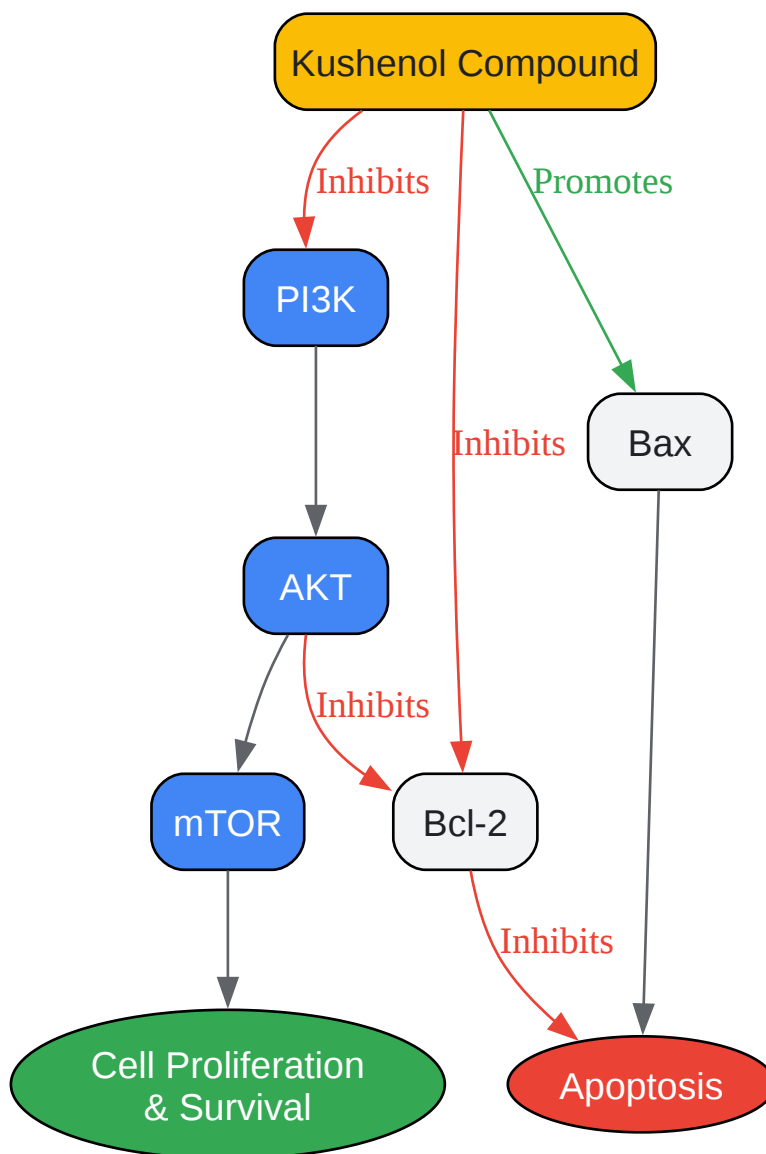 Kushenol Compound
Inhibits
Promotes
PI3K
Inhibits
Bax
AKT
Inhibits
mTOR
Bcl-2
Inhibits
Cell Proliferation
& Survival
Apoptosis